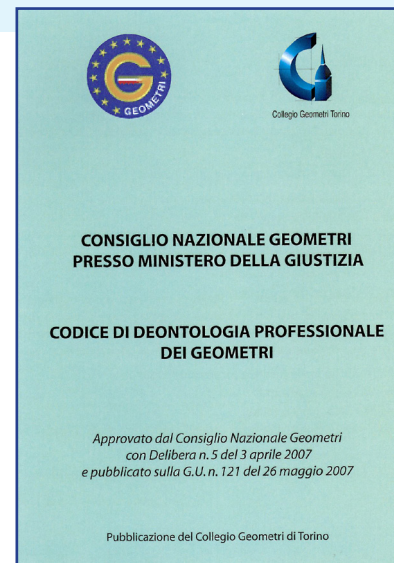 G
GEOMETRI
Collegio Geometri Torino
CONSIGLIO NAZIONALE GEOMETRI
PRESSO MINISTERO DELLA GIUSTIZIA
CODICE DI DEONTOLOGIA PROFESSIONALE
DEI GEOMETRI
Approvato dal Consiglio Nazionale Geometri
con Delibera n. 5 del 3 aprile 2007
e pubblicato sulla G.U. n. 121 del 26 maggio 2007
Pubblicazione del Collegio Geometri di Torino